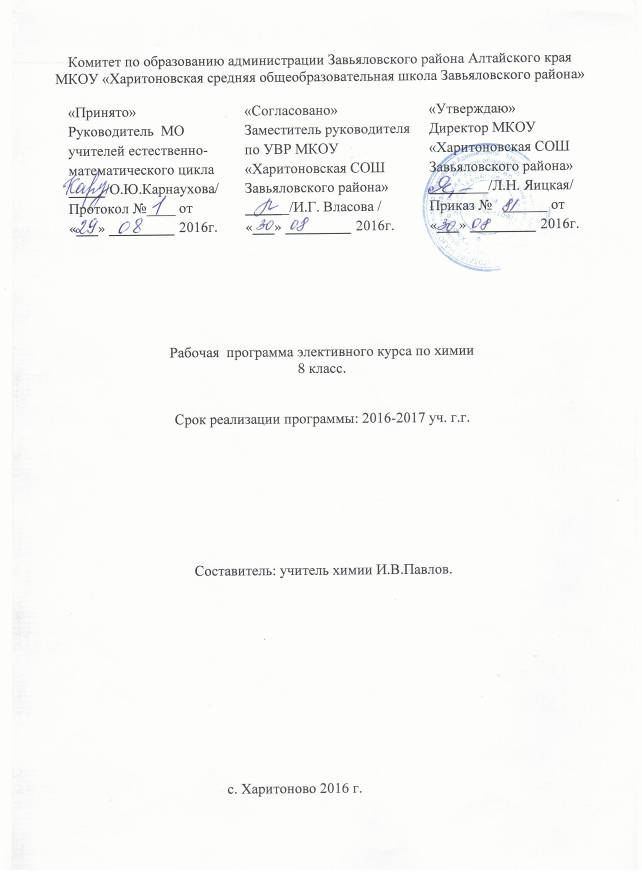 Комитет по образованию администрации Завьяловского района Алтайского края
МКОУ «Харитоновская средняя общеобразовательная школа Завьяловского района»
«Принято»
Руководитель МО
учителей естественно-
математического цикла
/О.Ю.Карнаухова/
Протокол № 1 от
«29» 08 2016г.
«Согласовано»
Заместитель руководителя
по УВР МКОУ
«Харитоновская СОШ
Завьяловского района»
/И.Г. Власова /
«30» 08 2016г.
«Утверждаю»
Директор МКОУ
«Харитоновская СОШ
Завьяловского района»
/Л.Н. Яицкая/
Приказ № 81 от
«30» 08 2016г.
Рабочая программа элективного курса по химии
8 класс.
Срок реализации программы: 2016-2017 уч. г.г.
Составитель: учитель химии И.В.Павлов.
с. Харитоново 2016 г.